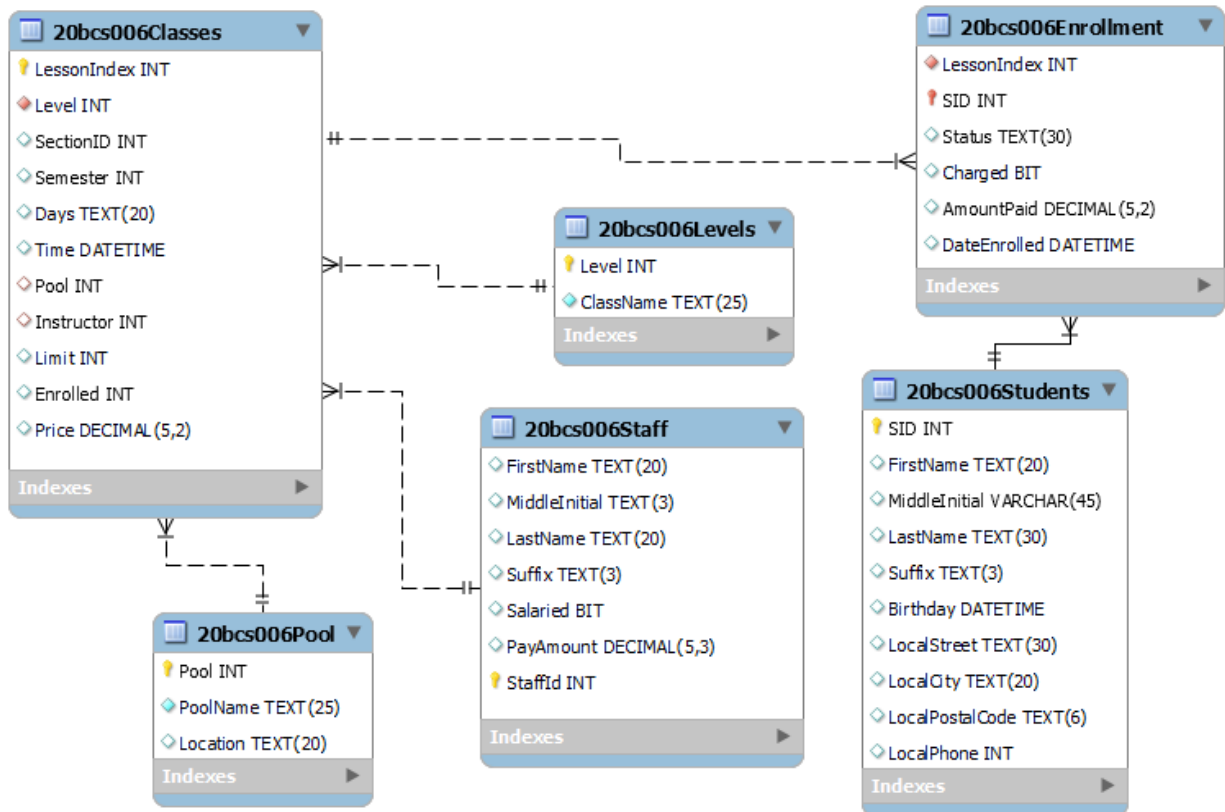 20bcs006Classes
LessonIndex INT
Level INT
SectionID INT
Semester INT
Days TEXT(20)
Time DATETIME
Pool INT
Instructor INT
Limit INT
Enrolled INT
Price DECIMAL(5,2)
Indexes
20bcs006Enrollment
LessonIndex INT
SID INT
Status TEXT(30)
Charged BIT
AmountPaid DECIMAL(5,2)
DateEnrolled DATETIME
Indexes
20bcs006Levels
Level INT
ClassName TEXT(25)
Indexes
20bcs006Staff
FirstName TEXT(20)
MiddleInitial TEXT(3)
LastName TEXT(20)
Suffix TEXT(3)
Salaried BIT
PayAmount DECIMAL(5,3)
StaffId INT
Indexes
20bcs006Students
SID INT
FirstName TEXT(20)
MiddleInitial VARCHAR(45)
LastName TEXT(30)
Suffix TEXT(3)
Birthday DATETIME
LocalStreet TEXT(30)
LocalCity TEXT(20)
LocalPostalCode TEXT(6)
LocalPhone INT
Indexes
20bcs006Pool
Pool INT
PoolName TEXT(25)
Location TEXT(20)
Indexes